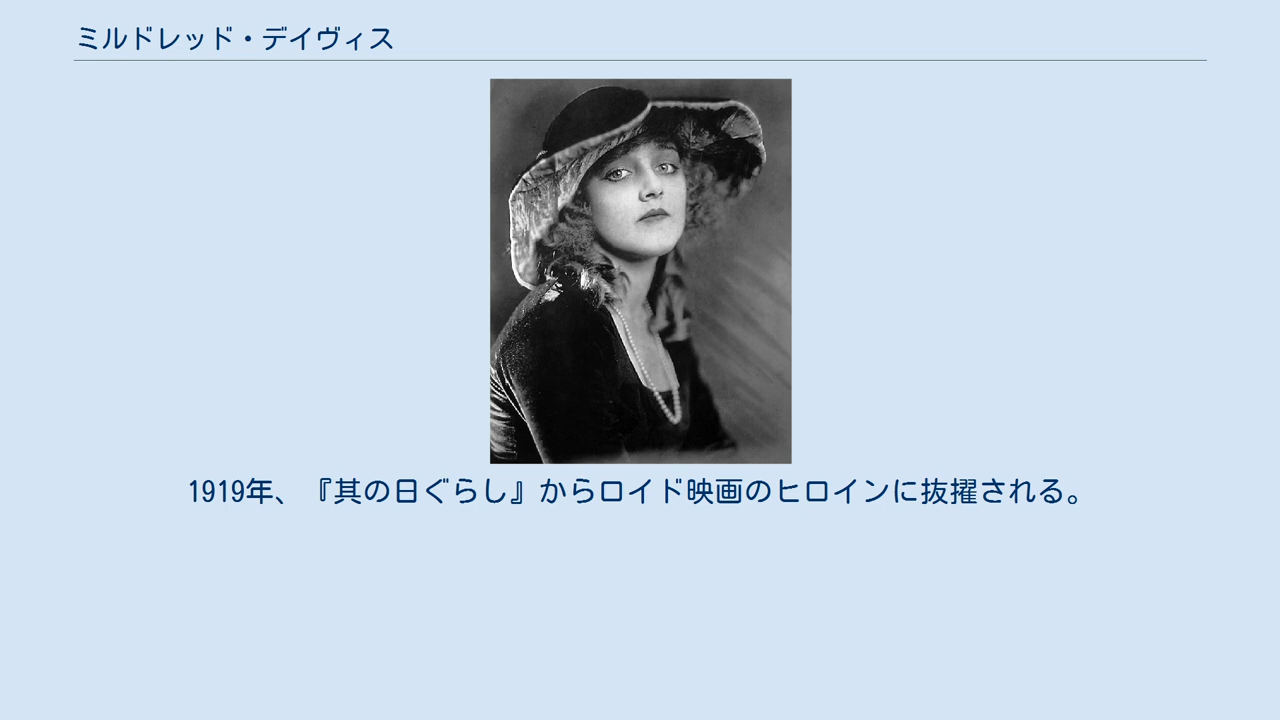 ミルドレッド・デイヴィス
1919年、『其の日ぐらし』からロイド映画のヒロインに抜擢される。